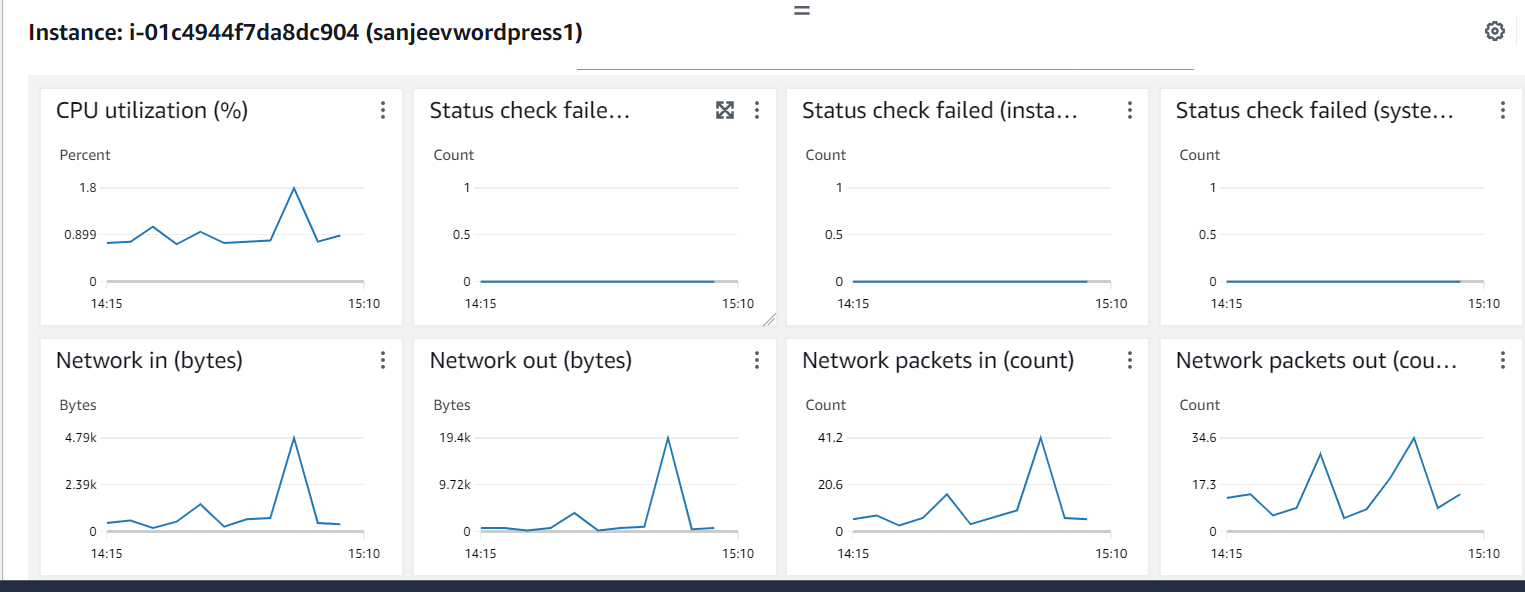 Instance: i-01c4944f7da8dc904 (sanjeevwordpress1)
CPU utilization (%)
Percent
1.8
0.899
0
14:15 15:10
Status check faile...
Count
1
0.5
0
14:15 15:10
Status check failed (insta...
Count
1
0.5
0
14:15 15:10
Status check failed (syste...
Count
1
0.5
0
14:15 15:10
Network in (bytes)
Bytes
4.79k
2.39k
0
14:15 15:10
Network out (bytes)
Bytes
19.4k
9.72k
0
14:15 15:10
Network packets in (count)
Count
41.2
20.6
0
14:15 15:10
Network packets out (cou...
Count
34.6
17.3
0
14:15 15:10